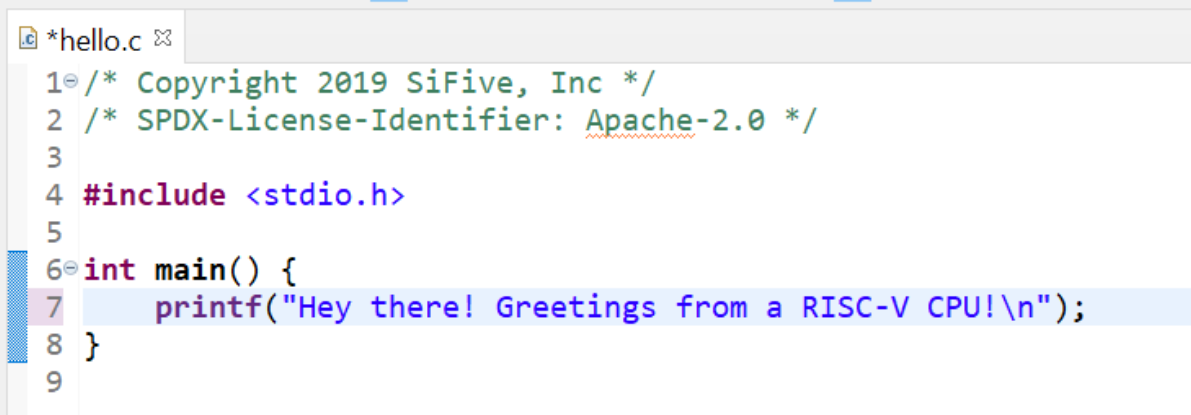 *hello.c
1 /* Copyright 2019 SiFive, Inc */
2 /* SPDX-License-Identifier: Apache-2.0 */
3
4 #include <stdio.h>
5
6 int main() {
7     printf("Hey there! Greetings from a RISC-V CPU!\n");
8 }
9